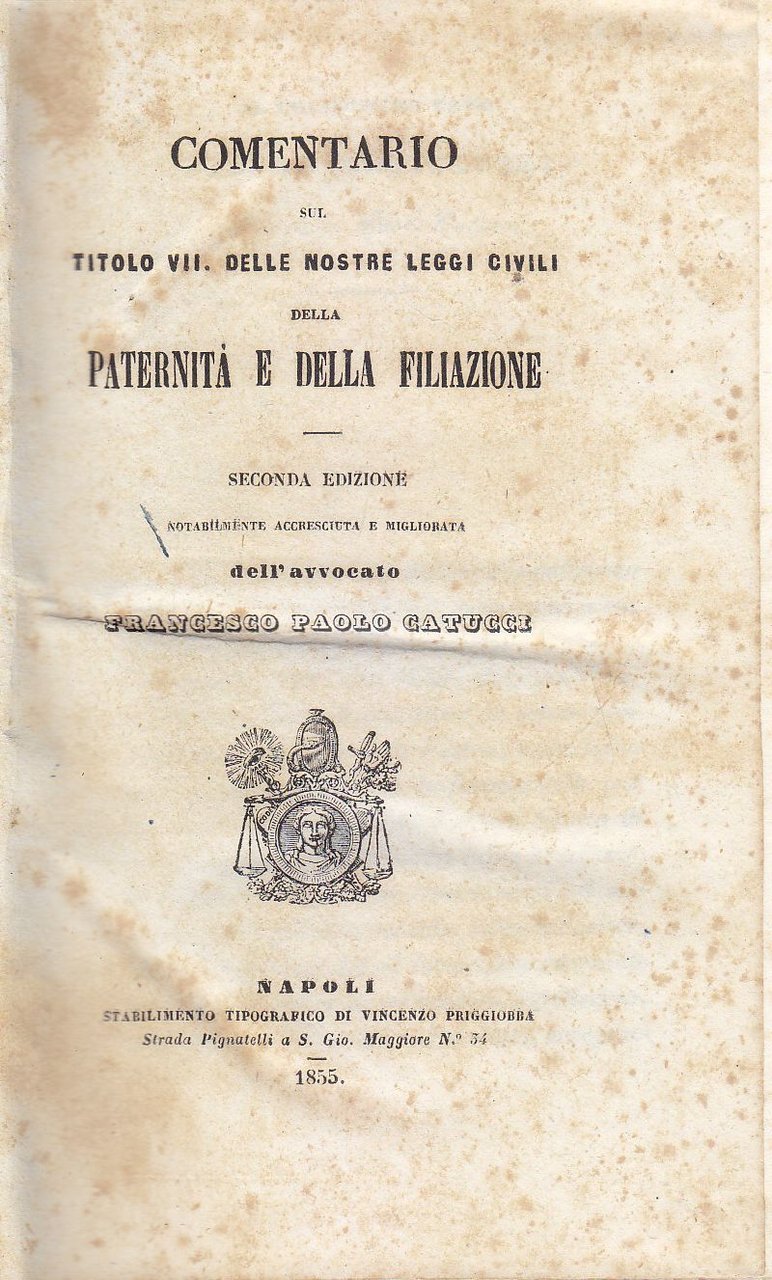 COMENTARIO
SUL
TITOLO VII. DELLE NOSTRE LEGGI CIVILI
DELLA
PATERNITÀ E DELLA FILIAZIONE
SECONDA EDIZIONE
NOTABILMENTE ACCRESCIUTA E MIGLIORATA
dell'avvocato
FRANCESCO PAOLO CATUCCI
NAPOLI
STABILIMENTO TIPOGRAFICO DI VINCENZO PRIGGIOBBA
Strada Pignatelli a S. Gio. Maggiore N.º 34
1855.